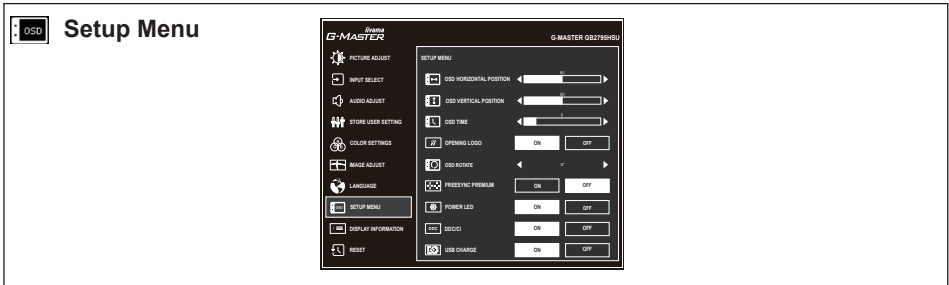 OSD Setup Menu
iiyama
G-MASTER G-MASTER GB2795HSU
PICTURE ADJUST
INPUT SELECT
AUDIO ADJUST
STORE USER SETTING
COLOR SETTINGS
IMAGE ADJUST
LANGUAGE
OSD SETUP MENU
DISPLAY INFORMATION
RESET
SETUP MENU
OSD HORIZONTAL POSITION 50
OSD VERTICAL POSITION 50
OSD TIME 5
OPENING LOGO ON OFF
OSD ROTATE 0°
FREESYNC PREMIUM ON OFF
POWER LED ON OFF
DDC DDC/CI ON OFF
USB CHARGE ON OFF